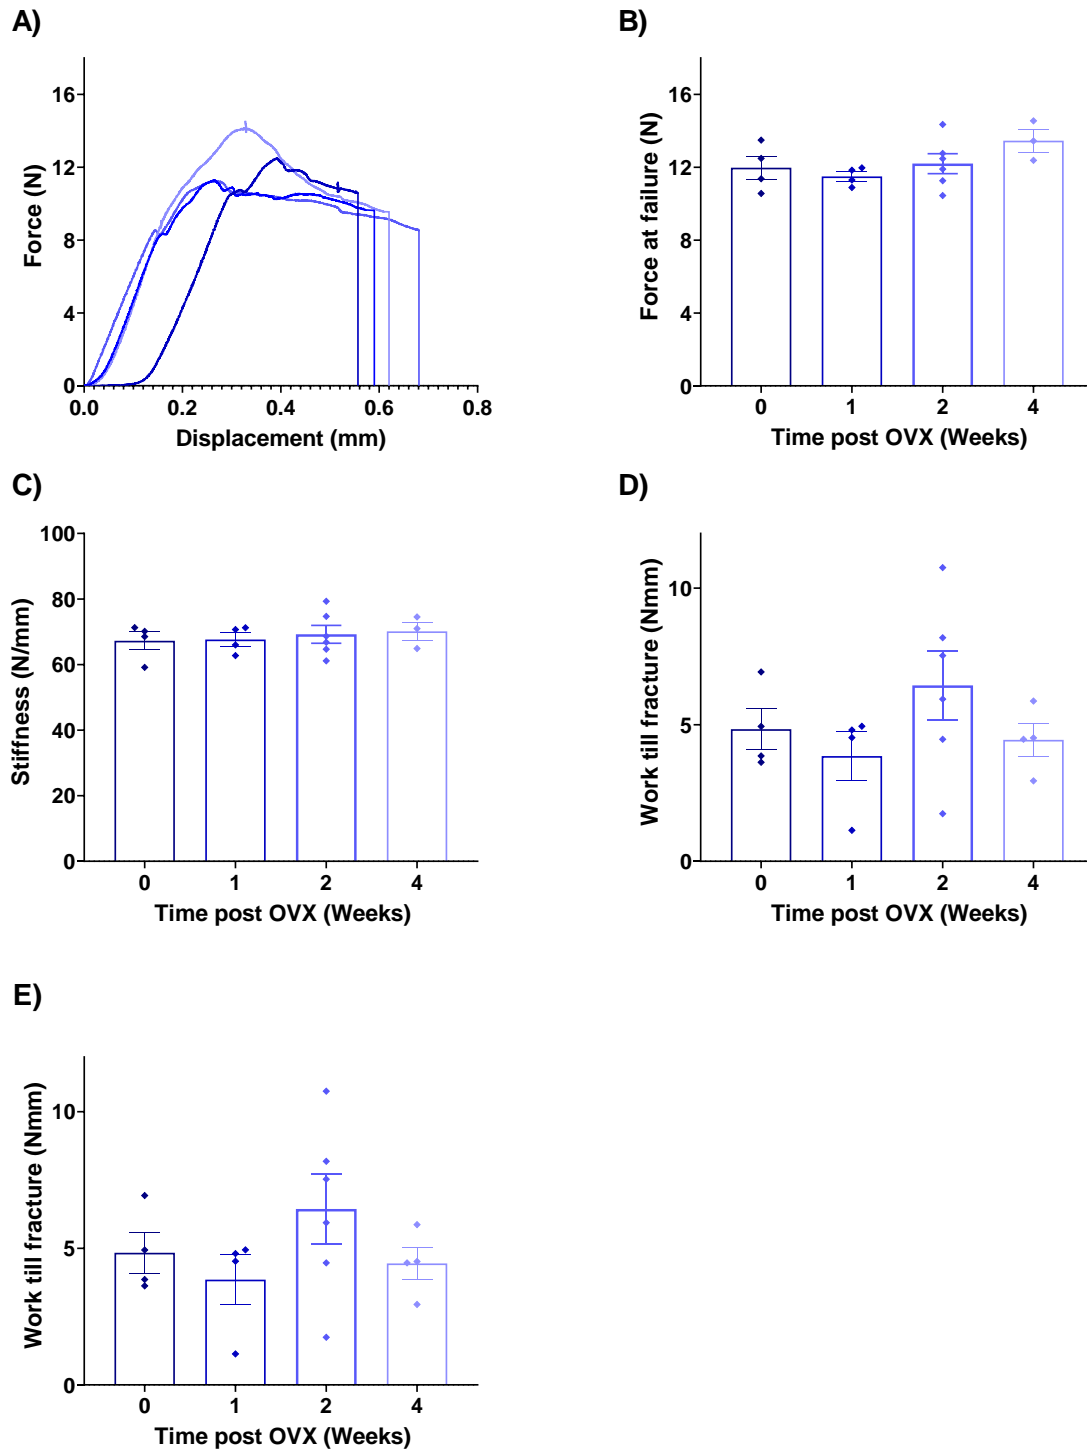 A)
Force (N)
16
12
8
4
0
0.0 0.2 0.4 0.6 0.8
Displacement (mm)
B)
Force at failure (N)
16
12
8
4
0
0 1 2 4
Time post OVX (Weeks)
C)
Stiffness (N/mm)
100
80
60
40
20
0
0 1 2 4
Time post OVX (Weeks)
D)
Work till fracture (Nmm)
10
5
0
0 1 2 4
Time post OVX (Weeks)
E)
Work till fracture (Nmm)
10
5
0
0 1 2 4
Time post OVX (Weeks)